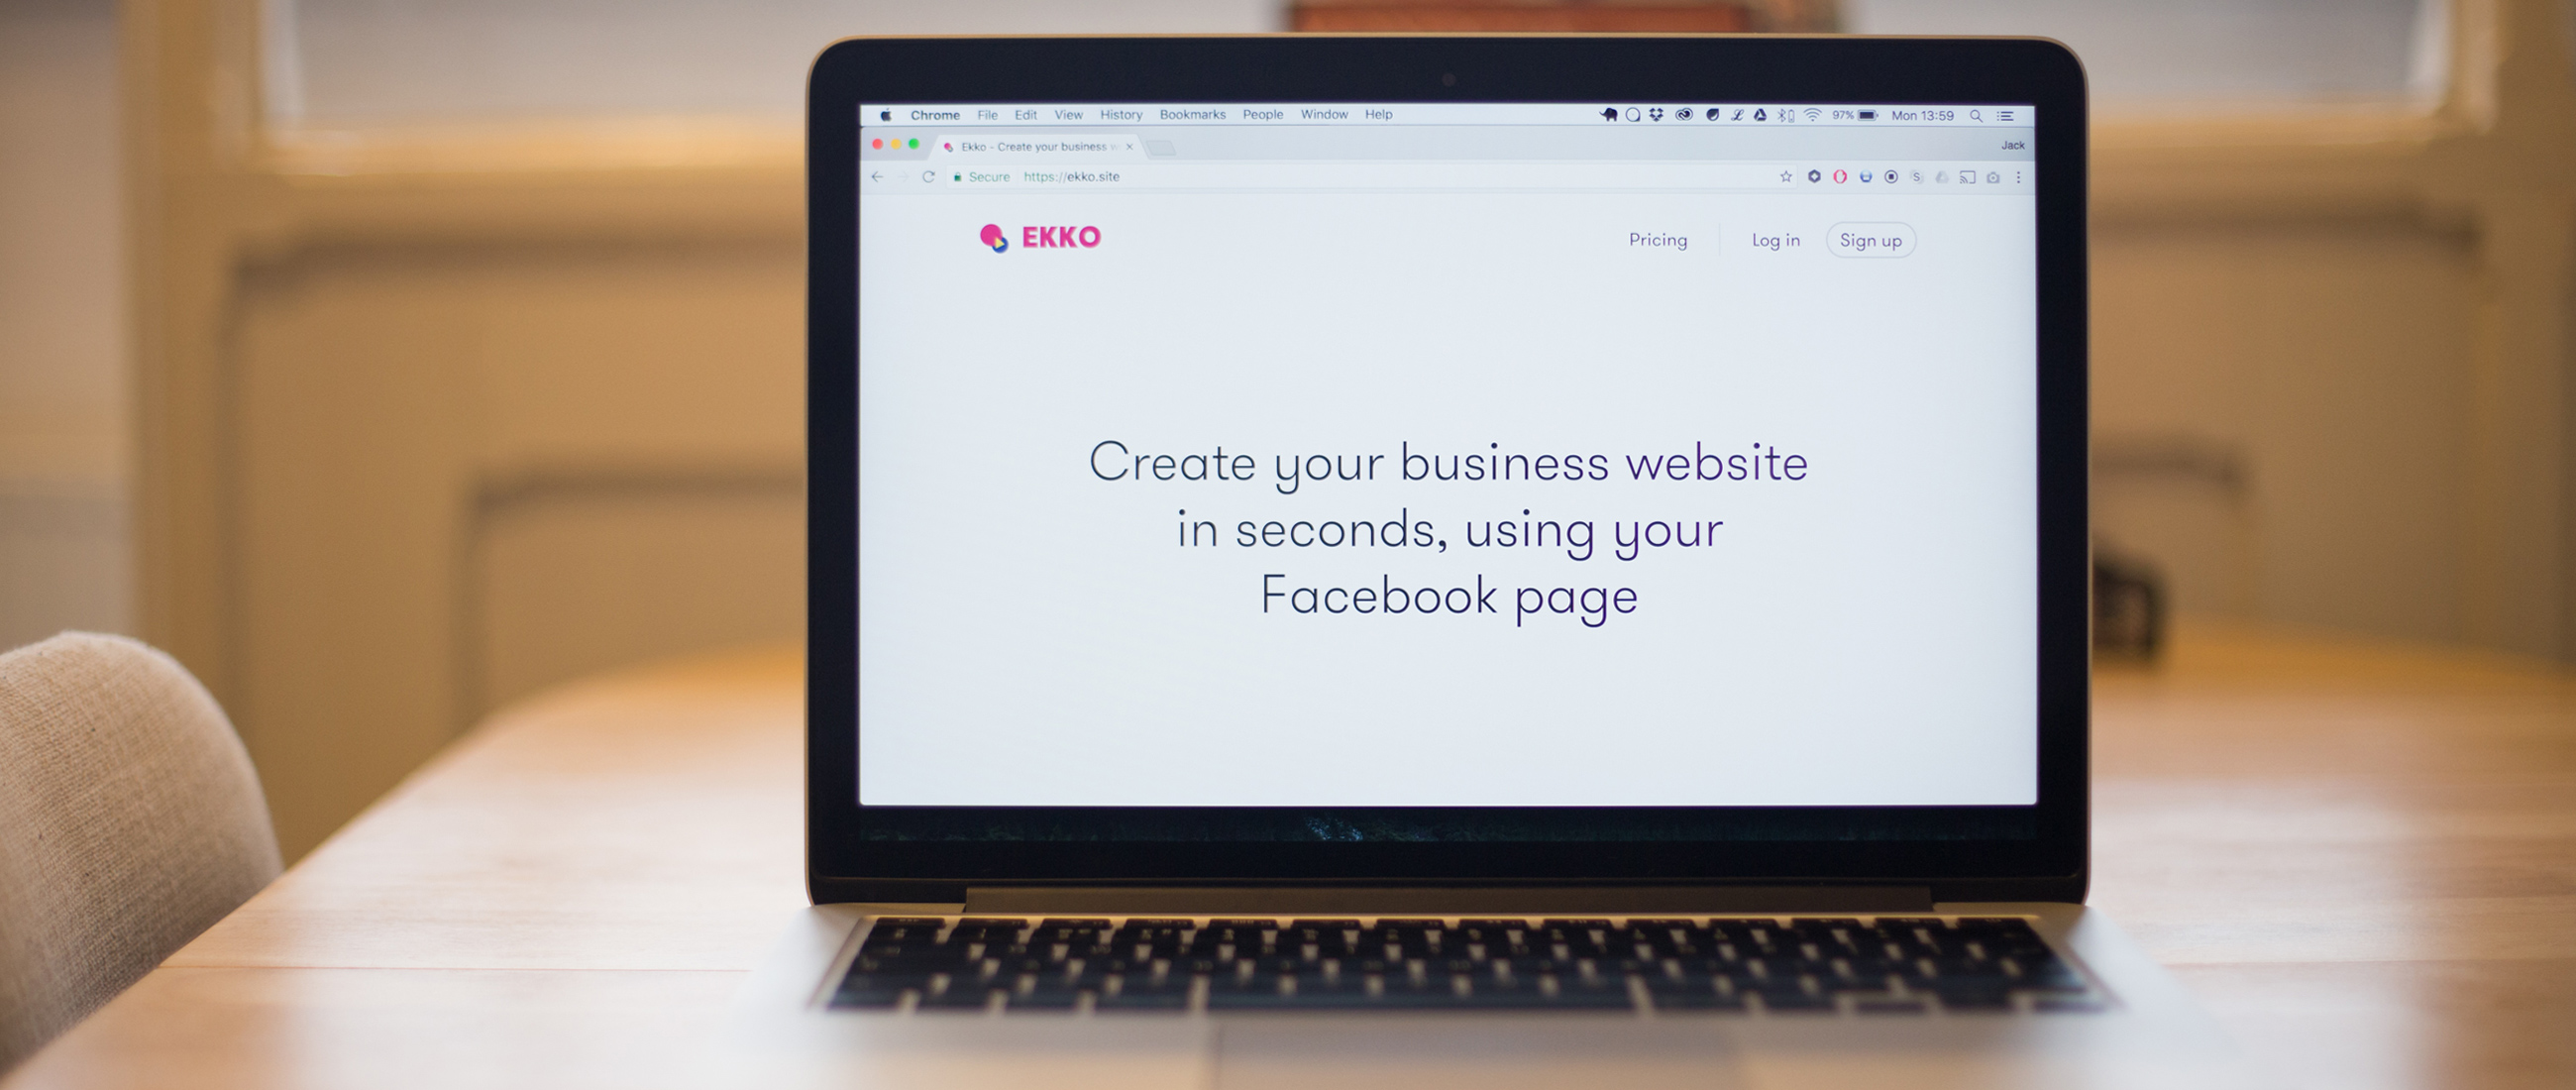 Chrome File Edit View History Bookmarks People Window Help 97% Mon 13:59
Ekko - Create your business Jack
Secure https://ekko.site
EKKO Pricing Log in Sign up
Create your business website
in seconds, using your
Facebook page